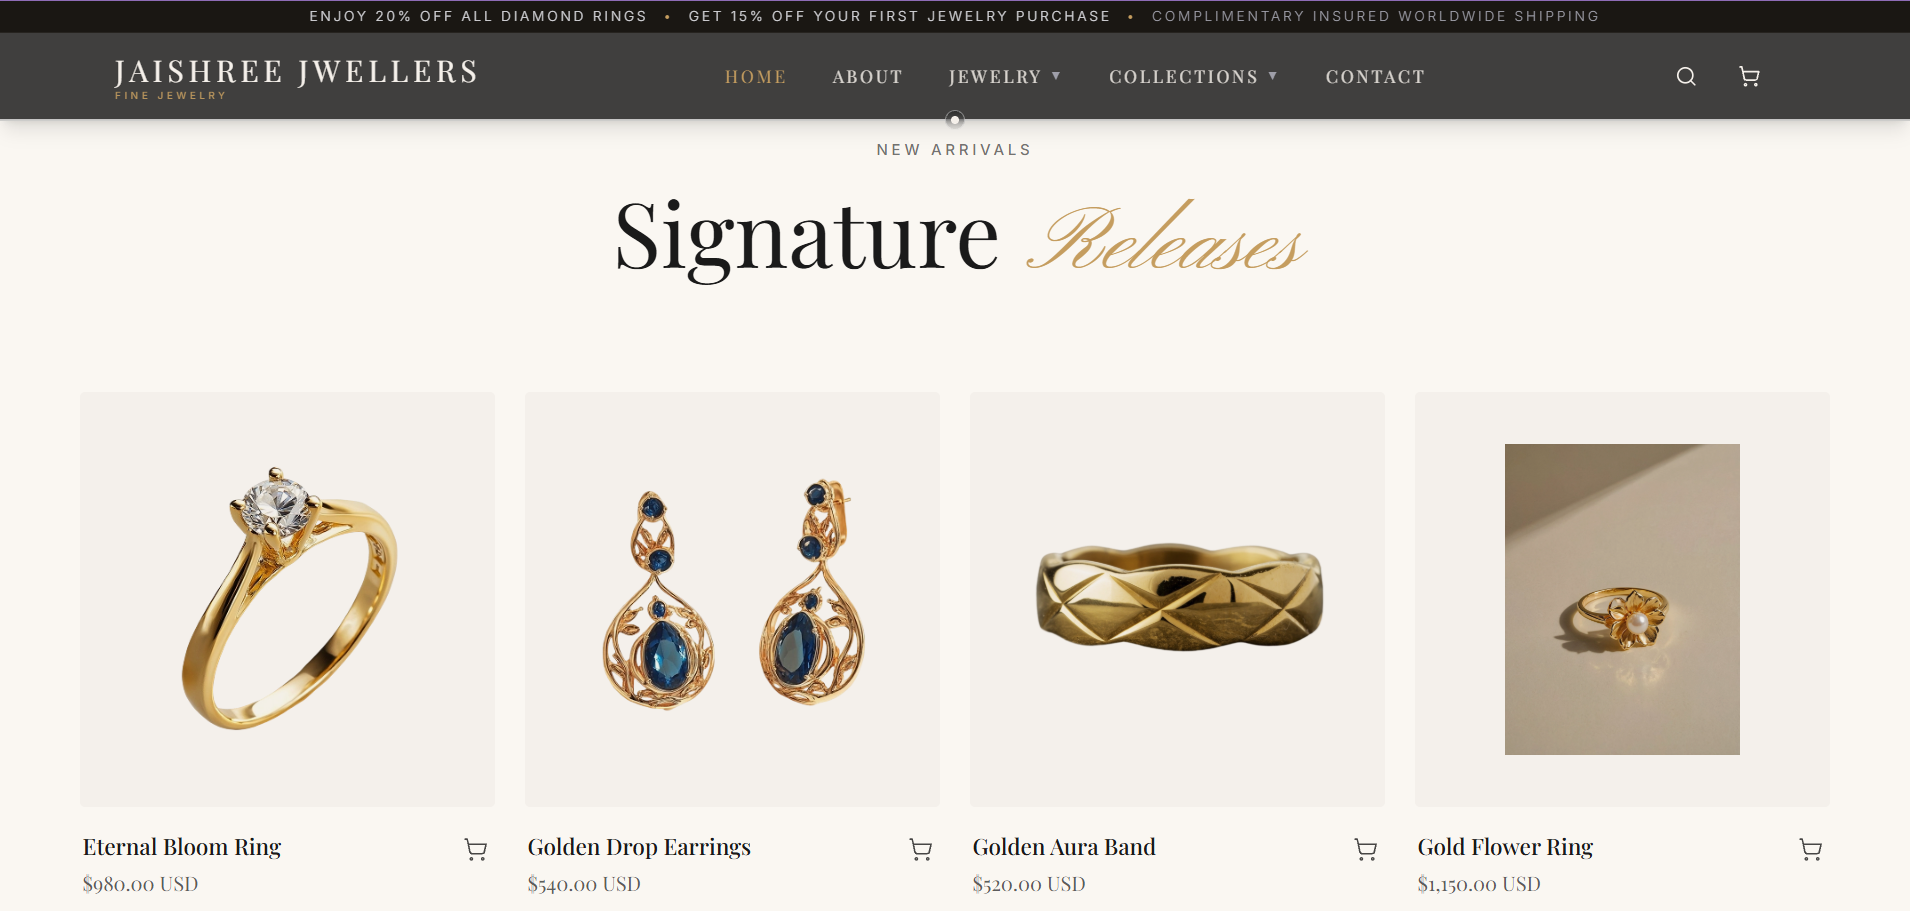 ENJOY 20% OFF ALL DIAMOND RINGS • GET 15% OFF YOUR FIRST JEWELRY PURCHASE • COMPLIMENTARY INSURED WORLDWIDE SHIPPING
JAISHREE JWELLERS
FINE JEWELRY
HOME ABOUT JEWELRY ▼ COLLECTIONS ▼ CONTACT
NEW ARRIVALS
Signature Releases
Eternal Bloom Ring
$980.00 USD
Golden Drop Earrings
$540.00 USD
Golden Aura Band
$520.00 USD
Gold Flower Ring
$1,150.00 USD